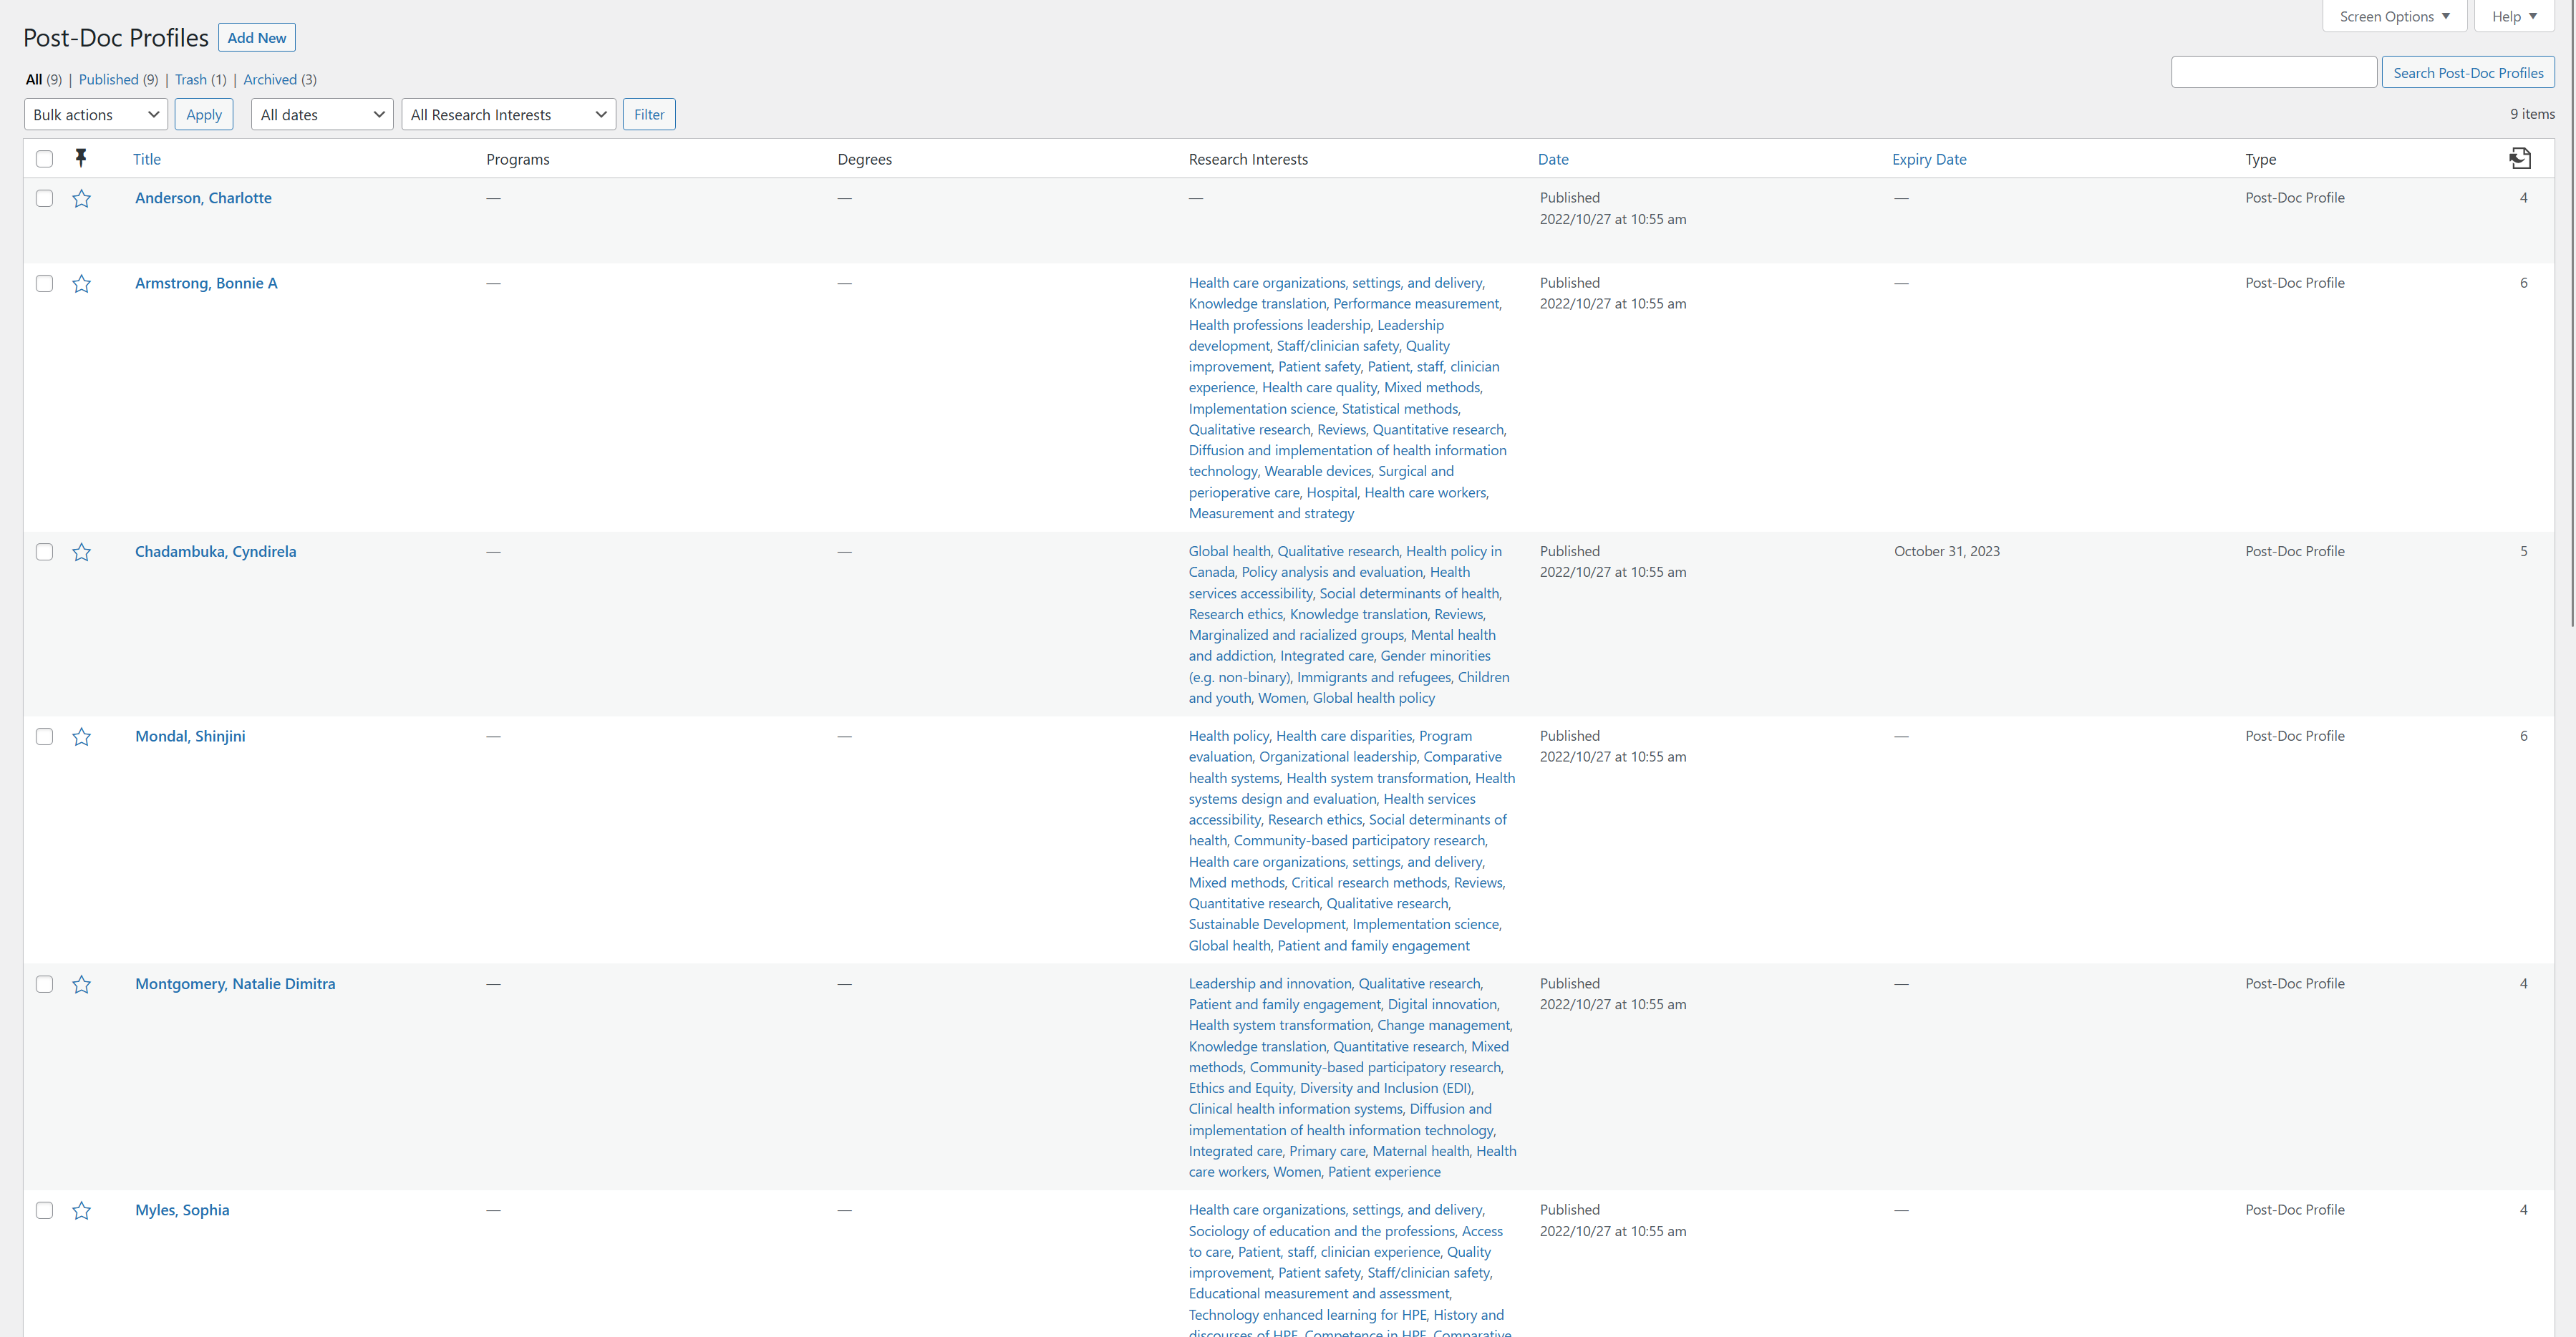 Screen Options ▼ Help ▼
Post-Doc Profiles Add New
All (9) | Published (9) | Trash (1) | Archived (3)
Search Post-Doc Profiles
Bulk actions Apply All dates All Research Interests Filter 9 items
Title Programs Degrees Research Interests Date Expiry Date Type
Anderson, Charlotte — — — Published — Post-Doc Profile 4
2022/10/27 at 10:55 am
Armstrong, Bonnie A — — Health care organizations, settings, and delivery, Published — Post-Doc Profile 6
Knowledge translation, Performance measurement, 2022/10/27 at 10:55 am
Health professions leadership, Leadership
development, Staff/clinician safety, Quality
improvement, Patient safety, Patient, staff, clinician
experience, Health care quality, Mixed methods,
Implementation science, Statistical methods,
Qualitative research, Reviews, Quantitative research,
Diffusion and implementation of health information
technology, Wearable devices, Surgical and
perioperative care, Hospital, Health care workers,
Measurement and strategy
Chadambuka, Cyndirela — — Global health, Qualitative research, Health policy in Published October 31, 2023 Post-Doc Profile 5
Canada, Policy analysis and evaluation, Health 2022/10/27 at 10:55 am
services accessibility, Social determinants of health,
Research ethics, Knowledge translation, Reviews,
Marginalized and racialized groups, Mental health
and addiction, Integrated care, Gender minorities
(e.g. non-binary), Immigrants and refugees, Children
and youth, Women, Global health policy
Mondal, Shinjini — — Health policy, Health care disparities, Program Published — Post-Doc Profile 6
evaluation, Organizational leadership, Comparative 2022/10/27 at 10:55 am
health systems, Health system transformation, Health
systems design and evaluation, Health services
accessibility, Research ethics, Social determinants of
health, Community-based participatory research,
Health care organizations, settings, and delivery,
Mixed methods, Critical research methods, Reviews,
Quantitative research, Qualitative research,
Sustainable Development, Implementation science,
Global health, Patient and family engagement
Montgomery, Natalie Dimitra — — Leadership and innovation, Qualitative research, Published — Post-Doc Profile 4
Patient and family engagement, Digital innovation, 2022/10/27 at 10:55 am
Health system transformation, Change management,
Knowledge translation, Quantitative research, Mixed
methods, Community-based participatory research,
Ethics and Equity, Diversity and Inclusion (EDI),
Clinical health information systems, Diffusion and
implementation of health information technology,
Integrated care, Primary care, Maternal health, Health
care workers, Women, Patient experience
Myles, Sophia — — Health care organizations, settings, and delivery, Published — Post-Doc Profile 4
Sociology of education and the professions, Access 2022/10/27 at 10:55 am
to care, Patient, staff, clinician experience, Quality
improvement, Patient safety, Staff/clinician safety,
Educational measurement and assessment,
Technology enhanced learning for HPE, History and
discourses of HPE, Competence in HPE, Comparative